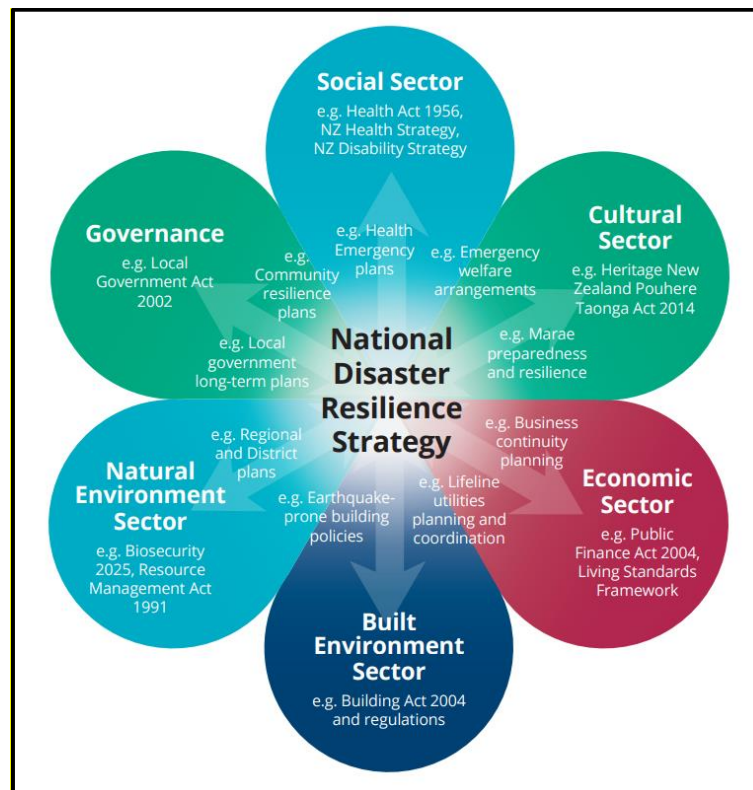 Social Sector
e.g. Health Act 1956,
NZ Health Strategy,
NZ Disability Strategy
e.g. Health
Emergency
plans
Governance
e.g. Local
Government Act
2002
e.g.
Community
resilience
plans
e.g. Local
government
long-term plans
Cultural
Sector
e.g. Heritage New
Zealand Pouhere
Taonga Act 2014
e.g. Emergency
welfare
arrangements
e.g. Marae
preparedness
and resilience
National
Disaster
Resilience
Strategy
Natural
Environment
Sector
e.g. Biosecurity
2025, Resource
Management Act
1991
e.g. Regional
and District
plans
e.g. Earthquake-
prone building
policies
e.g. Lifeline
utilities
planning and
coordination
e.g. Business
continuity
planning
Economic
Sector
e.g. Public
Finance Act 2004,
Living Standards
Framework
Built
Environment
Sector
e.g. Building Act 2004
and regulations